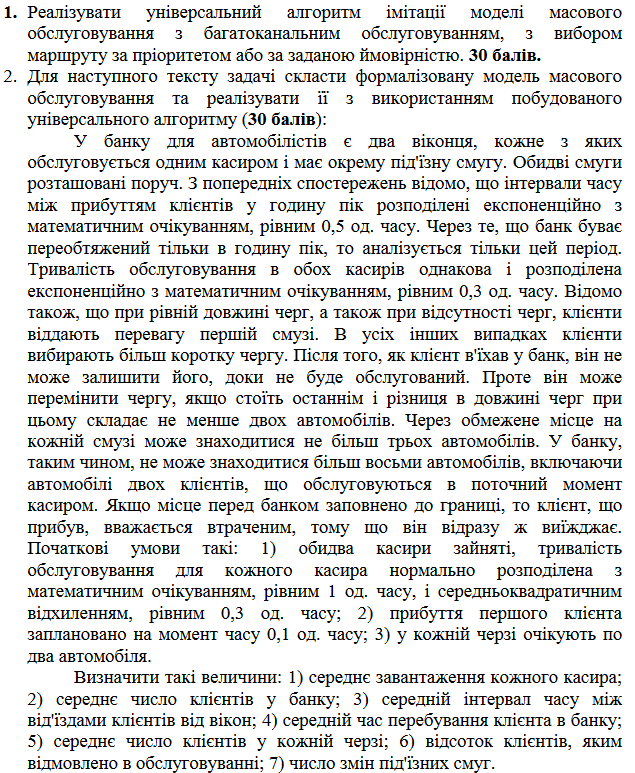 1. Реалізувати універсальний алгоритм імітації моделі масового
обслуговування з багатоканальним обслуговуванням, з вибором
маршруту за пріоритетом або за заданою ймовірністю. 30 балів.
2. Для наступного тексту задачі скласти формалізовану модель масового
обслуговування та реалізувати її з використанням побудованого
універсального алгоритму (30 балів):
У банку для автомобілістів є два віконця, кожне з яких
обслуговується одним касиром і має окрему під'їзну смугу. Обидві смуги
розташовані поруч. З попередніх спостережень відомо, що інтервали часу
між прибуттям клієнтів у годину пік розподілені експоненційно з
математичним очікуванням, рівним 0,5 од. часу. Через те, що банк буває
переобтяжений тільки в годину пік, то аналізується тільки цей період.
Тривалість обслуговування в обох касирів однакова і розподілена
експоненційно з математичним очікуванням, рівним 0,3 од. часу. Відомо
також, що при рівній довжині черг, а також при відсутності черг, клієнти
віддають перевагу першій смузі. В усіх інших випадках клієнти
вибирають більш коротку чергу. Після того, як клієнт в'їхав у банк, він не
може залишити його, доки не буде обслугований. Проте він може
перемінити чергу, якщо стоїть останнім і різниця в довжині черг при
цьому складає не менше двох автомобілів. Через обмежене місце на
кожній смузі може знаходитися не більш трьох автомобілів. У банку,
таким чином, не може знаходитися більш восьми автомобілів, включаючи
автомобілі двох клієнтів, що обслуговуються в поточний момент
касиром. Якщо місце перед банком заповнено до границі, то клієнт, що
прибув, вважається втраченим, тому що він відразу ж виїжджає.
Початкові умови такі: 1) обидва касири зайняті, тривалість
обслуговування для кожного касира нормально розподілена з
математичним очікуванням, рівним 1 од. часу, і середньоквадратичним
відхиленням, рівним 0,3 од. часу; 2) прибуття першого клієнта
заплановано на момент часу 0,1 од. часу; 3) у кожній черзі очікують по
два автомобіля.
Визначити такі величини: 1) середнє завантаження кожного касира;
2) середнє число клієнтів у банку; 3) середній інтервал часу між
від'їздами клієнтів від вікон; 4) середній час перебування клієнта в банку;
5) середнє число клієнтів у кожній черзі; 6) відсоток клієнтів, яким
відмовлено в обслуговуванні; 7) число змін під'їзних смуг.